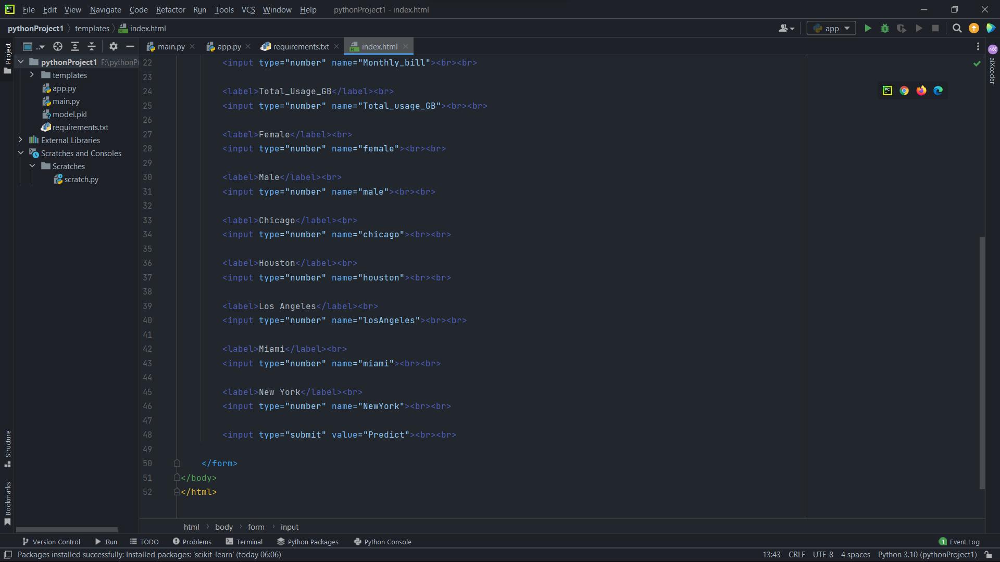 File Edit View Navigate Code Refactor Run Tools VCS Window Help pythonProject1 - index.html
pythonProject1 templates index.html
app
main.py app.py requirements.txt index.html
Project
pythonProject1 F:\pythonP
templates
app.py
main.py
model.pkl
requirements.txt
External Libraries
Scratches and Consoles
Scratches
scratch.py
Structure
Bookmarks
aiXcoder
22 <input type="number" name="Monthly_bill"><br><br>
23
24 <label>Total_Usage_GB</label><br>
25 <input type="number" name="Total_usage_GB"><br><br>
26
27 <label>Female</label><br>
28 <input type="number" name="female"><br><br>
29
30 <label>Male</label><br>
31 <input type="number" name="male"><br><br>
32
33 <label>Chicago</label><br>
34 <input type="number" name="chicago"><br><br>
35
36 <label>Houston</label><br>
37 <input type="number" name="houston"><br><br>
38
39 <label>Los Angeles</label><br>
40 <input type="number" name="losAngeles"><br><br>
41
42 <label>Miami</label><br>
43 <input type="number" name="miami"><br><br>
44
45 <label>New York</label><br>
46 <input type="number" name="NewYork"><br><br>
47
48 <input type="submit" value="Predict"><br><br>
49
50 </form>
51 </body>
52 </html>
html body form input
Version Control Run TODO Problems Terminal Python Packages Python Console 1 Event Log
Packages installed successfully: Installed packages: 'scikit-learn' (today 06:06) 13:43 CRLF UTF-8 4 spaces Python 3.10 (pythonProject1)